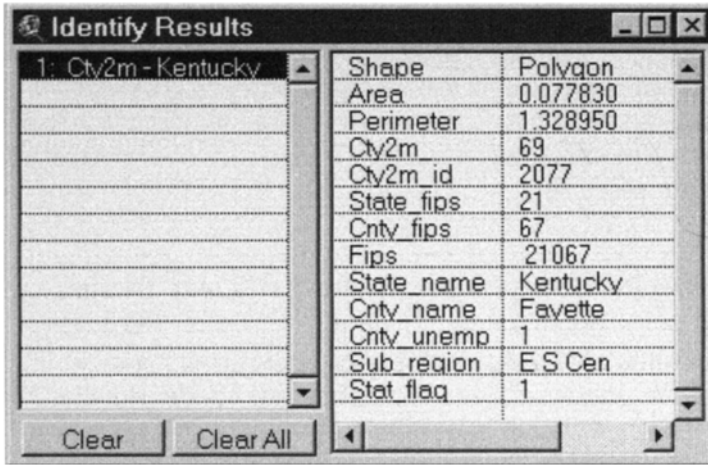 Identify Results
1: Cty2m - Kentucky
Shape Polygon
Area 0.077830
Perimeter 1.328950
Cty2m_ 69
Cty2m_id 2077
State_fips 21
Cnty_fips 67
Fips 21067
State_name Kentucky
Cnty_name Fayette
Cnty_unemp 1
Sub_region E S Cen
Stat_flag 1
Clear Clear All